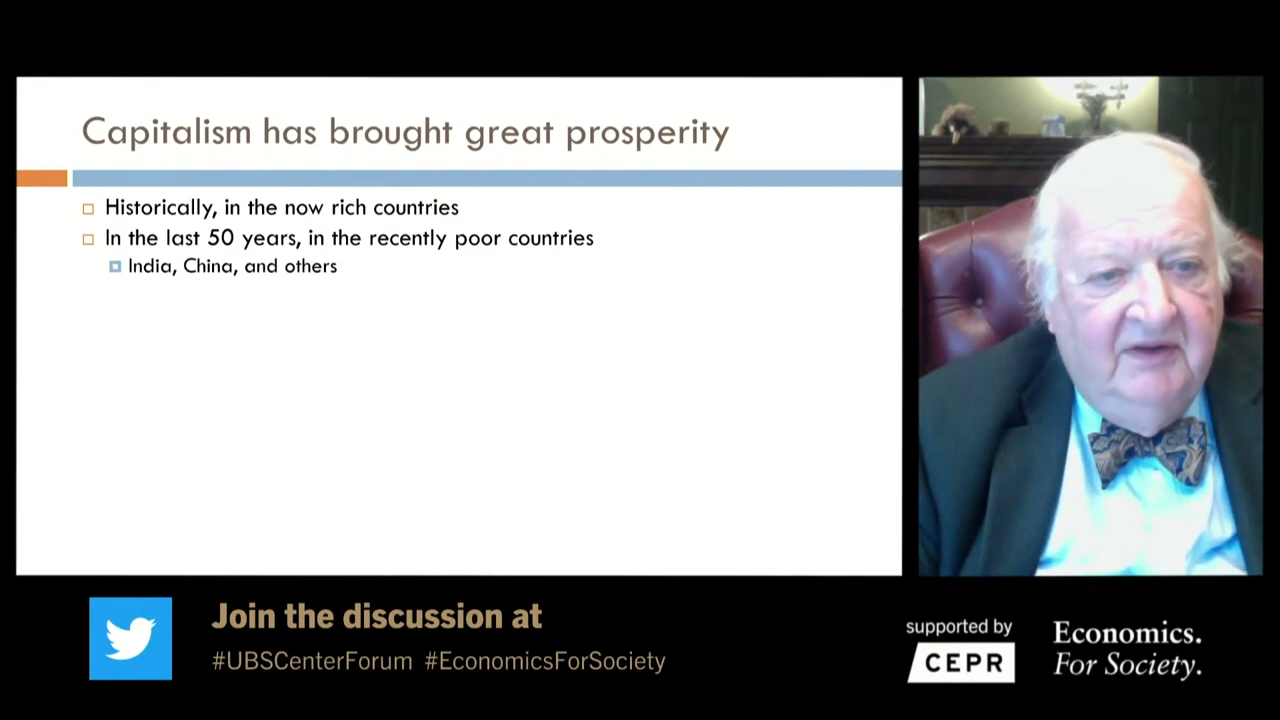 Capitalism has brought great prosperity
Historically, in the now rich countries
In the last 50 years, in the recently poor countries
India, China, and others
Join the discussion at
#UBSCenterForum #EconomicsForSociety
supported by
CEPR
Economics.
For Society.